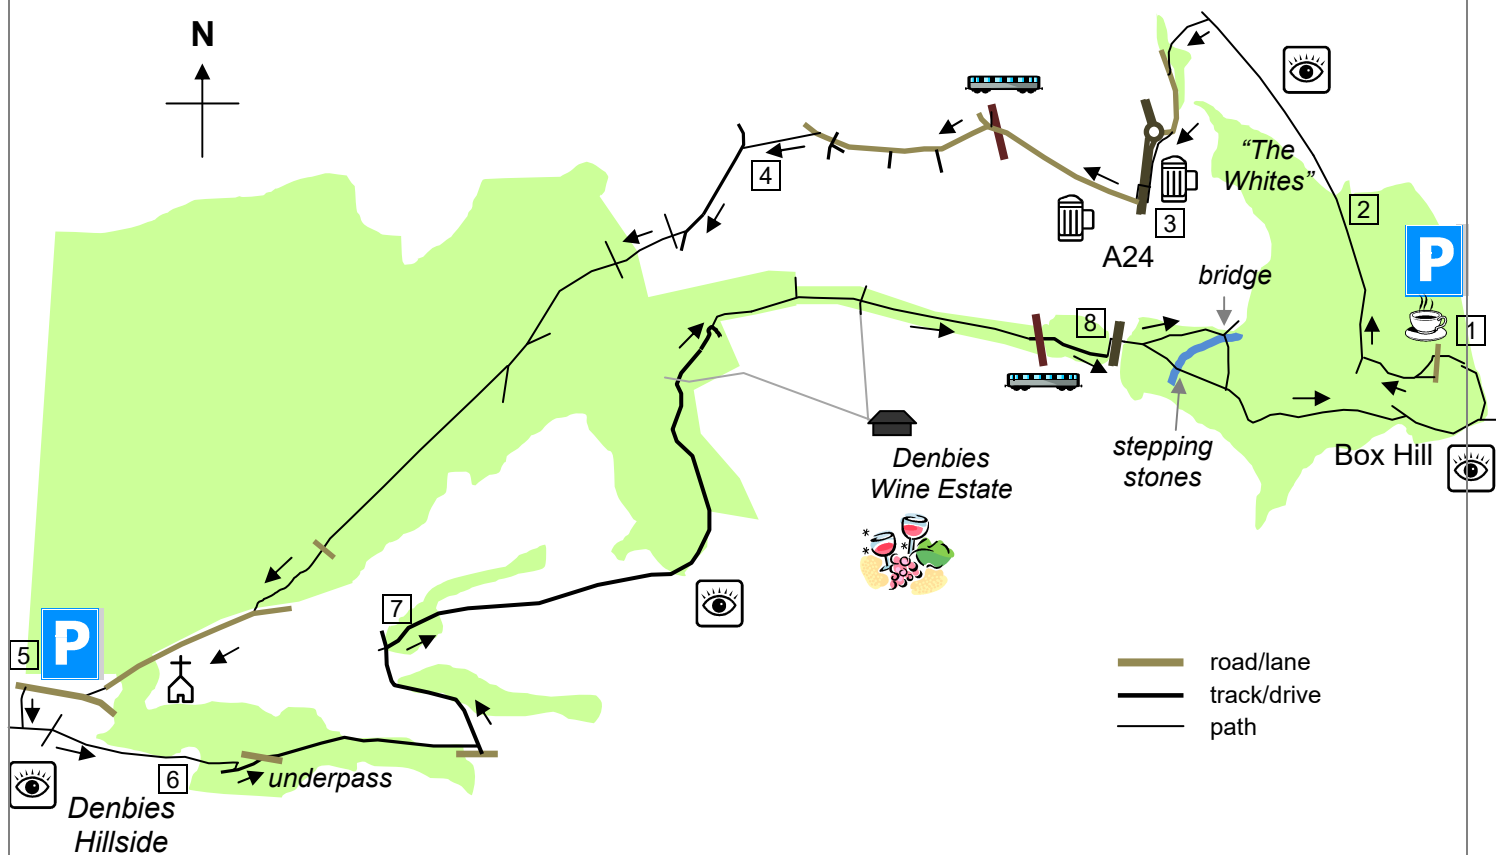 N
“The
Whites”
4
2
3
P
A24
bridge
8
1
stepping
stones
Box Hill
Denbies
Wine Estate
7
5
P
road/lane
track/drive
path
6
underpass
Denbies
Hillside